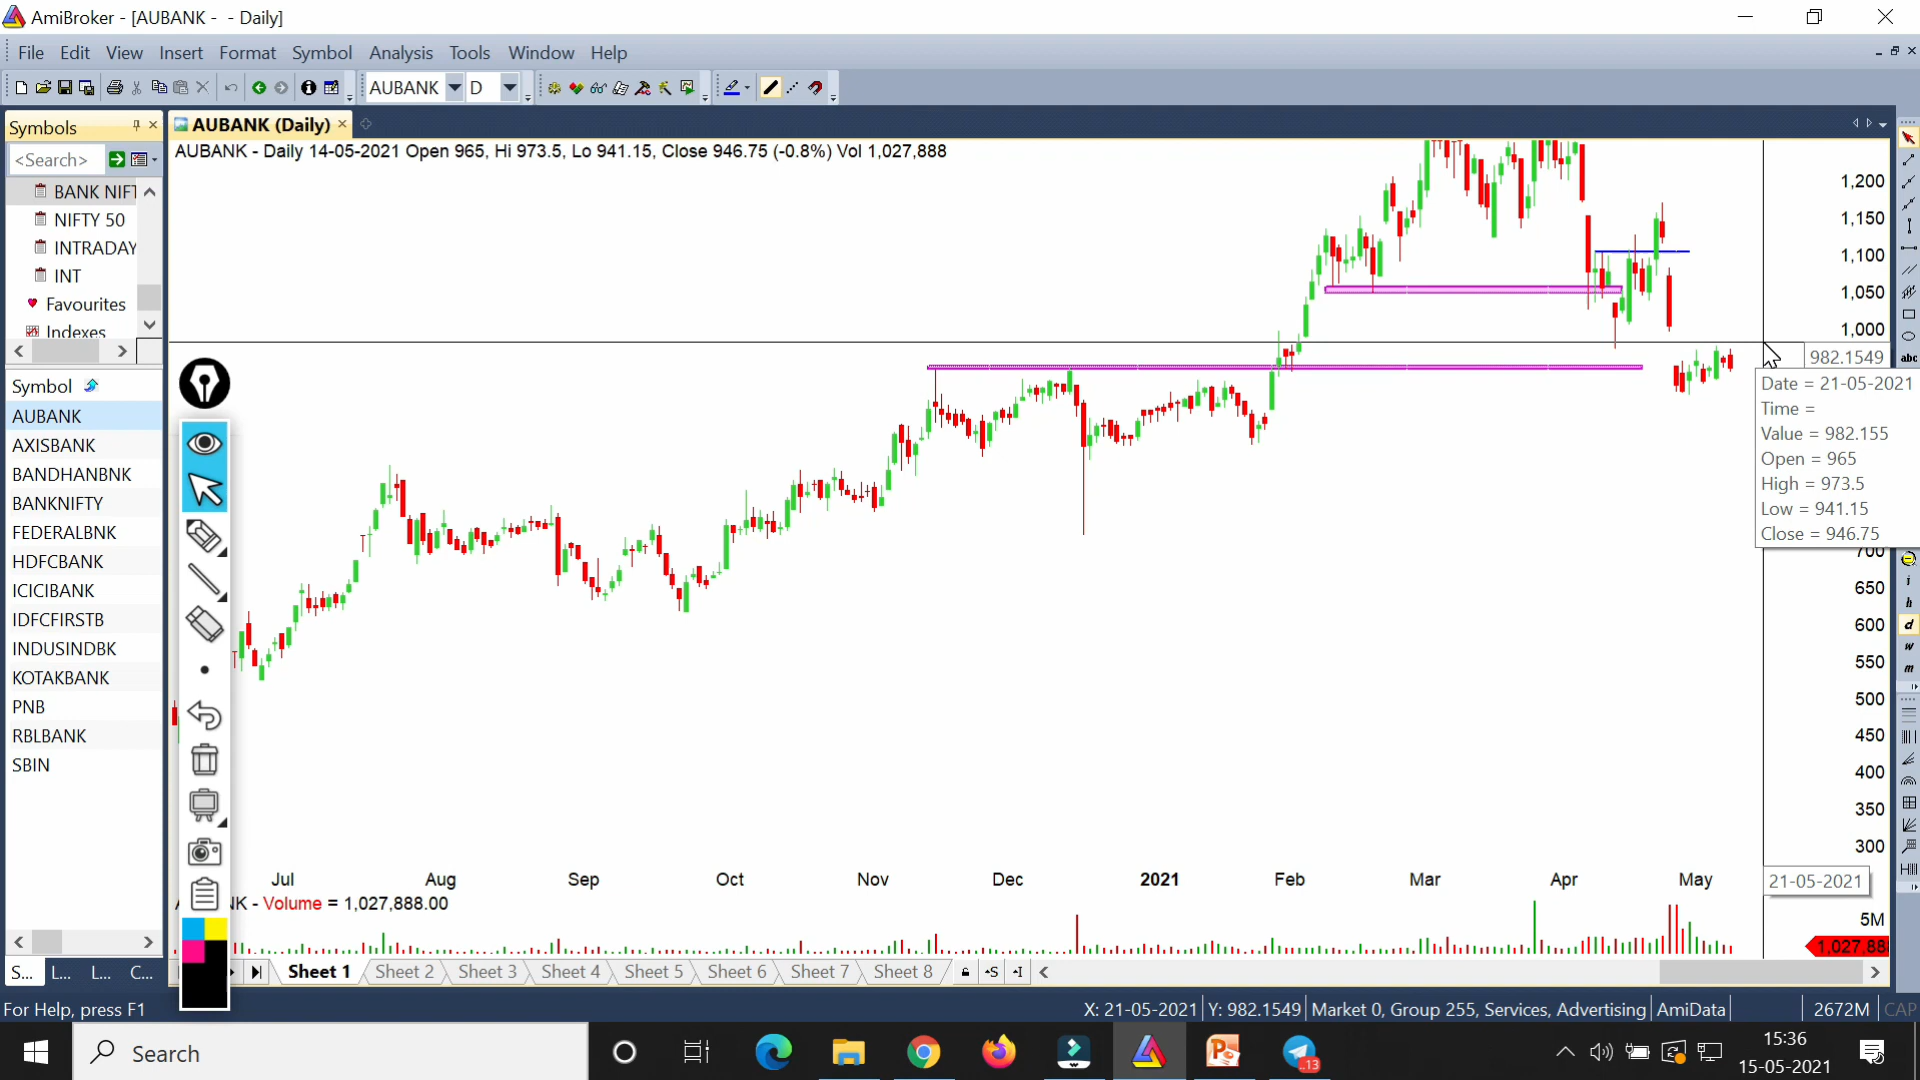 AmiBroker - [AUBANK -  - Daily]
File Edit View Insert Format Symbol Analysis Tools Window Help
AUBANK D
Symbols
AUBANK (Daily)
<Search>
AUBANK - Daily 14-05-2021 Open 965, Hi 973.5, Lo 941.15, Close 946.75 (-0.8%) Vol 1,027,888
BANK NIFT
NIFTY 50
INTRADAY
INT
Favourites
Indexes
Symbol
AUBANK
AXISBANK
BANDHANBNK
BANKNIFTY
FEDERALBNK
HDFCBANK
ICICIBANK
IDFCFIRSTB
INDUSINDBK
KOTAKBANK
PNB
RBLBANK
SBIN
1,200
1,150
1,100
1,050
1,000
982.1549
Date = 21-05-2021
Time =
Value = 982.155
Open = 965
High = 973.5
Low = 941.15
Close = 946.75
700
650
600
550
500
450
400
350
300
abc
i
h
d
w
m
Jul Aug Sep Oct Nov Dec 2021 Feb Mar Apr May
21-05-2021
NK - Volume = 1,027,888.00
5M
1,027,88
S... L... L... C...
Sheet 1 Sheet 2 Sheet 3 Sheet 4 Sheet 5 Sheet 6 Sheet 7 Sheet 8
For Help, press F1
X: 21-05-2021 Y: 982.1549 Market 0, Group 255, Services, Advertising AmiData 2672M CAP
Search
..13
15:36
15-05-2021